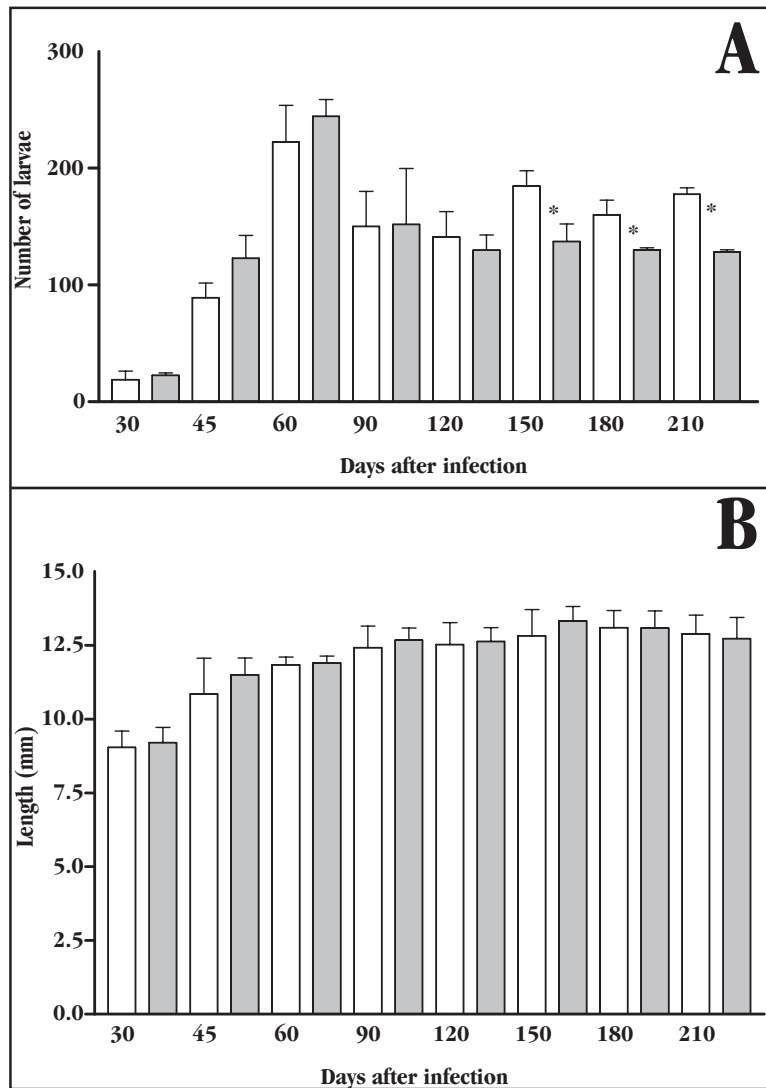 A
300
200
100
0
Number of larvae
*
*
*
30 45 60 90 120 150 180 210
Days after infection
B
15.0
12.5
10.0
7.5
5.0
2.5
0.0
Length (mm)
30 45 60 90 120 150 180 210
Days after infection